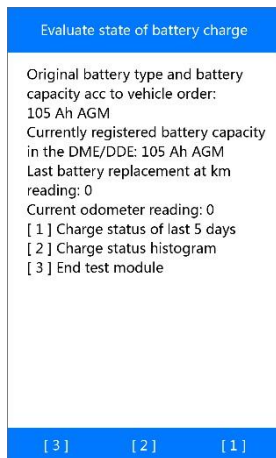 Evaluate state of battery charge
Original battery type and battery
capacity acc to vehicle order:
105 Ah AGM
Currently registered battery capacity
in the DME/DDE: 105 Ah AGM
Last battery replacement at km
reading: 0
Current odometer reading: 0
[ 1 ] Charge status of last 5 days
[ 2 ] Charge status histogram
[ 3 ] End test module
[ 3 ] [ 2 ] [ 1 ]